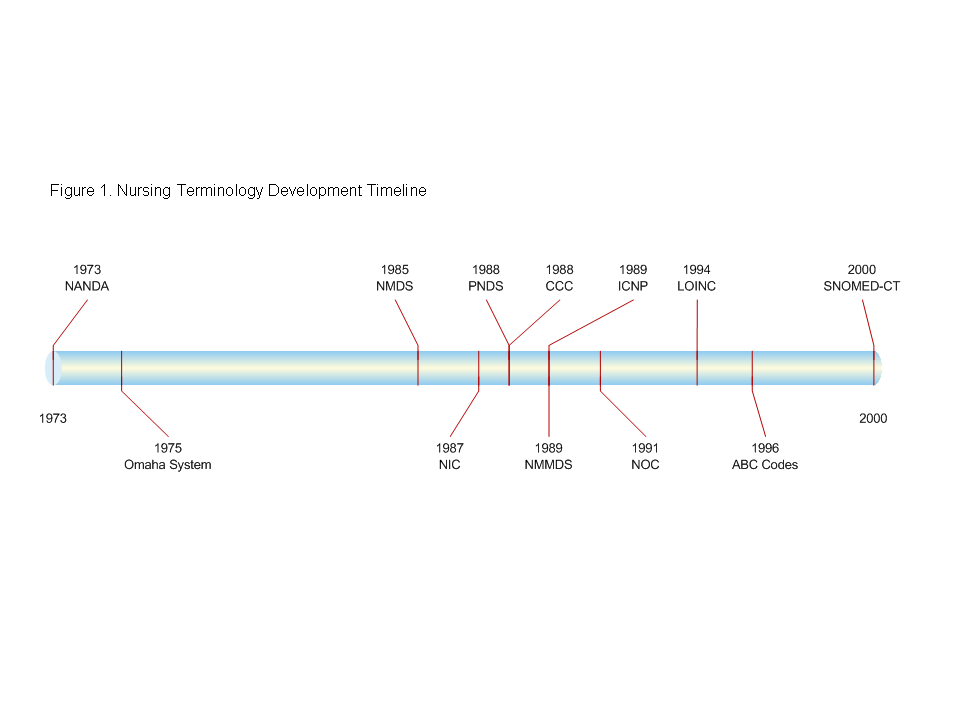 Figure 1. Nursing Terminology Development Timeline
1973
NANDA
1985
NMDS
1988
PNDS
1988
CCC
1989
ICNP
1994
LOINC
2000
SNOMED-CT
1973
2000
1975
Omaha System
1987
NIC
1989
NMMDS
1991
NOC
1996
ABC Codes